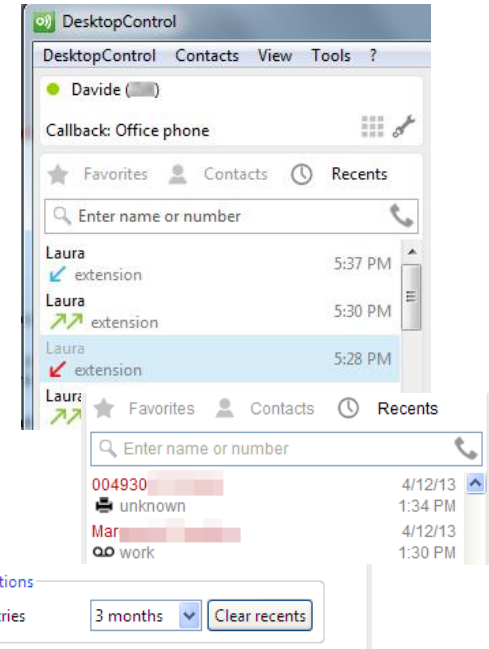 DesktopControl
DesktopControl Contacts View Tools ?
Davide ( )
Callback: Office phone
Favorites Contacts Recents
Enter name or number
Laura
extension 5:37 PM
Laura
extension 5:30 PM
Laura
extension 5:28 PM
Laura
Favorites Contacts Recents
Enter name or number
004930 4/12/13
unknown 1:34 PM
Mar 4/12/13
work 1:30 PM
tions
tries 3 months Clear recents